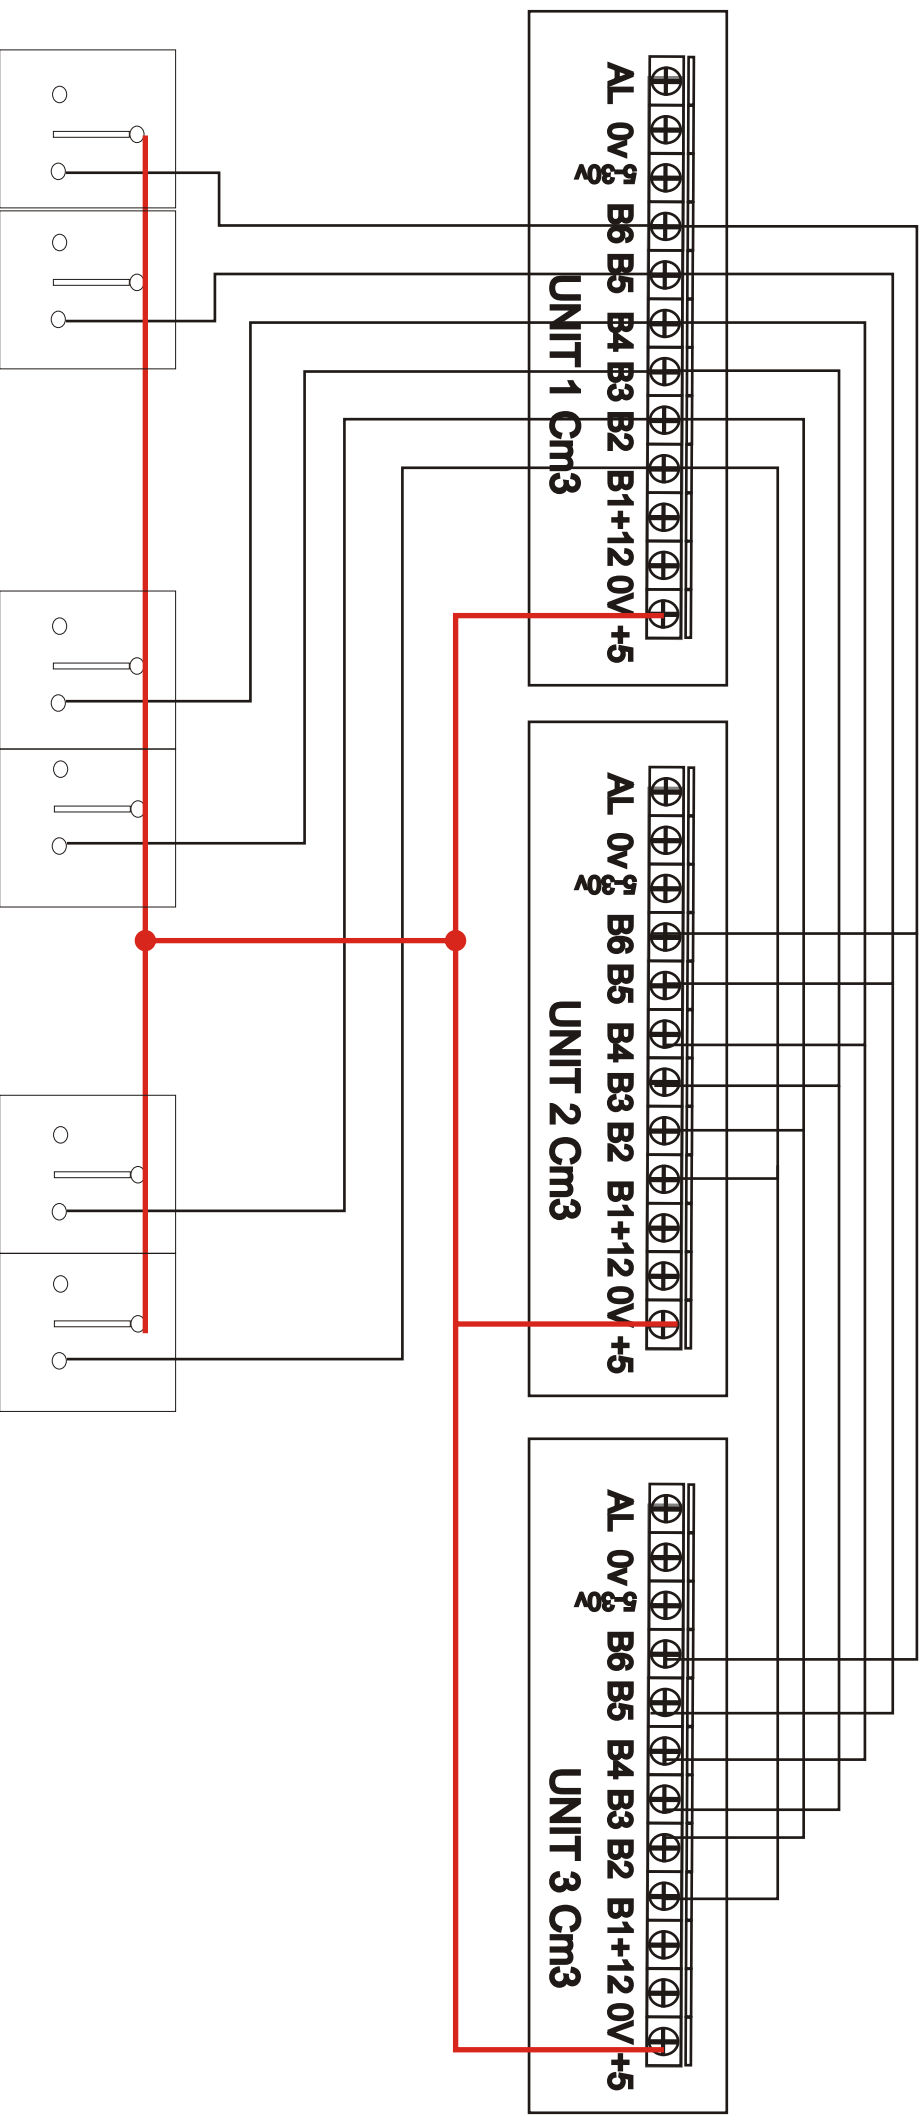 AL 0v 5-30V B6 B5 B4 B3 B2 B1 +12 0V +5
UNIT 1 Cm3
AL 0v 5-30V B6 B5 B4 B3 B2 B1 +12 0V +5
UNIT 2 Cm3
AL 0v 5-30V B6 B5 B4 B3 B2 B1 +12 0V +5
UNIT 3 Cm3